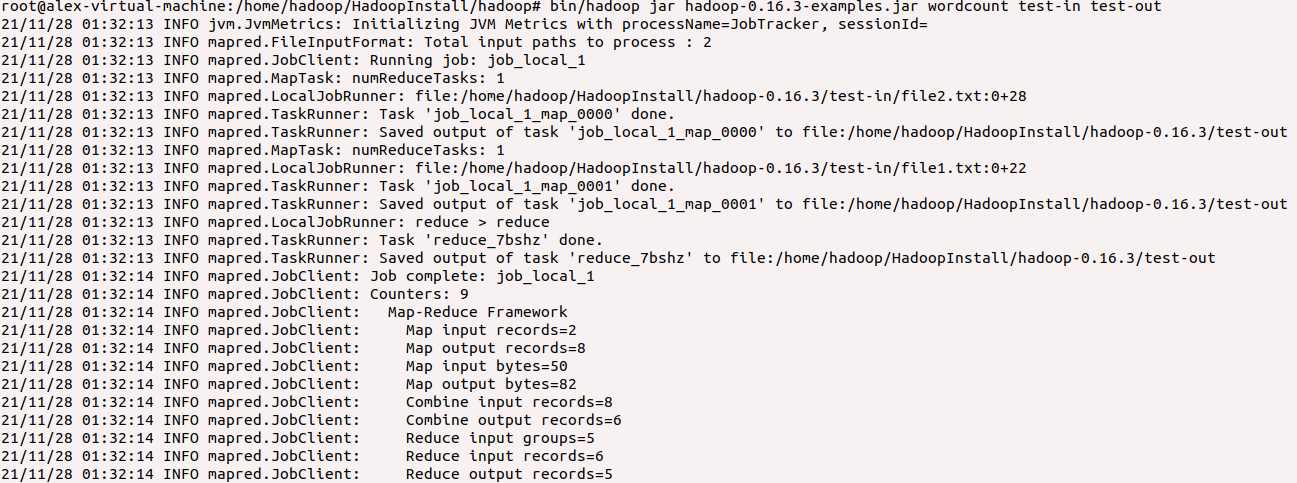 root@alex-virtual-machine:/home/hadoop/HadoopInstall/hadoop# bin/hadoop jar hadoop-0.16.3-examples.jar wordcount test-in test-out
21/11/28 01:32:13 INFO jvm.JvmMetrics: Initializing JVM Metrics with processName=JobTracker, sessionId=
21/11/28 01:32:13 INFO mapred.FileInputFormat: Total input paths to process : 2
21/11/28 01:32:13 INFO mapred.JobClient: Running job: job_local_1
21/11/28 01:32:13 INFO mapred.MapTask: numReduceTasks: 1
21/11/28 01:32:13 INFO mapred.LocalJobRunner: file:/home/hadoop/HadoopInstall/hadoop-0.16.3/test-in/file2.txt:0+28
21/11/28 01:32:13 INFO mapred.TaskRunner: Task 'job_local_1_map_0000' done.
21/11/28 01:32:13 INFO mapred.TaskRunner: Saved output of task 'job_local_1_map_0000' to file:/home/hadoop/HadoopInstall/hadoop-0.16.3/test-out
21/11/28 01:32:13 INFO mapred.MapTask: numReduceTasks: 1
21/11/28 01:32:13 INFO mapred.LocalJobRunner: file:/home/hadoop/HadoopInstall/hadoop-0.16.3/test-in/file1.txt:0+22
21/11/28 01:32:13 INFO mapred.TaskRunner: Task 'job_local_1_map_0001' done.
21/11/28 01:32:13 INFO mapred.TaskRunner: Saved output of task 'job_local_1_map_0001' to file:/home/hadoop/HadoopInstall/hadoop-0.16.3/test-out
21/11/28 01:32:13 INFO mapred.LocalJobRunner: reduce > reduce
21/11/28 01:32:13 INFO mapred.TaskRunner: Task 'reduce_7bshz' done.
21/11/28 01:32:13 INFO mapred.TaskRunner: Saved output of task 'reduce_7bshz' to file:/home/hadoop/HadoopInstall/hadoop-0.16.3/test-out
21/11/28 01:32:14 INFO mapred.JobClient: Job complete: job_local_1
21/11/28 01:32:14 INFO mapred.JobClient: Counters: 9
21/11/28 01:32:14 INFO mapred.JobClient:   Map-Reduce Framework
21/11/28 01:32:14 INFO mapred.JobClient:     Map input records=2
21/11/28 01:32:14 INFO mapred.JobClient:     Map output records=8
21/11/28 01:32:14 INFO mapred.JobClient:     Map input bytes=50
21/11/28 01:32:14 INFO mapred.JobClient:     Map output bytes=82
21/11/28 01:32:14 INFO mapred.JobClient:     Combine input records=8
21/11/28 01:32:14 INFO mapred.JobClient:     Combine output records=6
21/11/28 01:32:14 INFO mapred.JobClient:     Reduce input groups=5
21/11/28 01:32:14 INFO mapred.JobClient:     Reduce input records=6
21/11/28 01:32:14 INFO mapred.JobClient:     Reduce output records=5